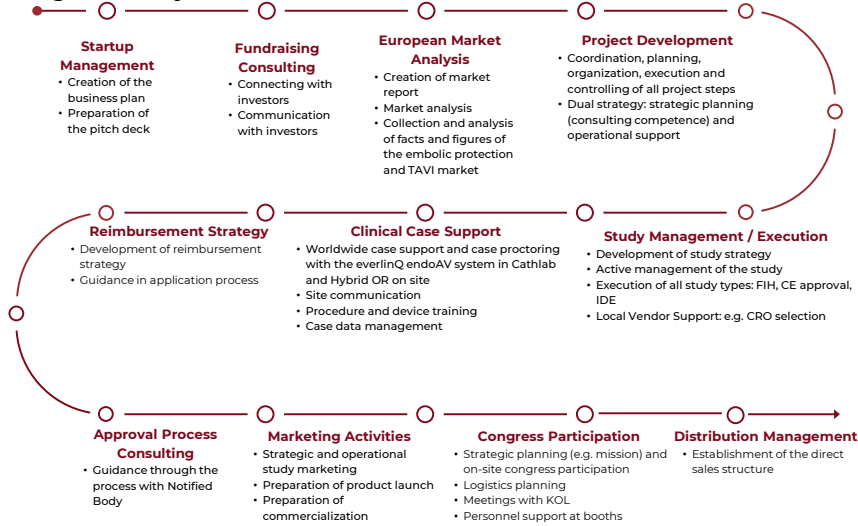 Startup
Management
• Creation of the
business plan
• Preparation of
the pitch deck
Fundraising
Consulting
• Connecting with
investors
• Communication
with investors
European Market
Analysis
• Creation of market
report
• Market analysis
• Collection and analysis
of facts and figures of
the embolic protection
and TAVI market
Project Development
• Coordination, planning,
organization, execution and
controlling of all project steps
• Dual strategy: strategic planning
(consulting competence) and
operational support
Reimbursement Strategy
• Development of reimbursement
strategy
• Guidance in application process
Clinical Case Support
• Worldwide case support and case proctoring
with the everlinQ endoAV system in Cathlab
and Hybrid OR on site
• Site communication
• Procedure and device training
• Case data management
Study Management / Execution
• Development of study strategy
• Active management of the study
• Execution of all study types: FIH, CE approval,
IDE
• Local Vendor Support: e.g. CRO selection
Approval Process
Consulting
• Guidance through the
process with Notified
Body
Marketing Activities
• Strategic and operational
study marketing
• Preparation of product launch
• Preparation of
commercialization
Congress Participation
• Strategic planning (e.g. mission) and
on-site congress participation
• Logistics planning
• Meetings with KOL
• Personnel support at booths
Distribution Management
• Establishment of the direct
sales structure